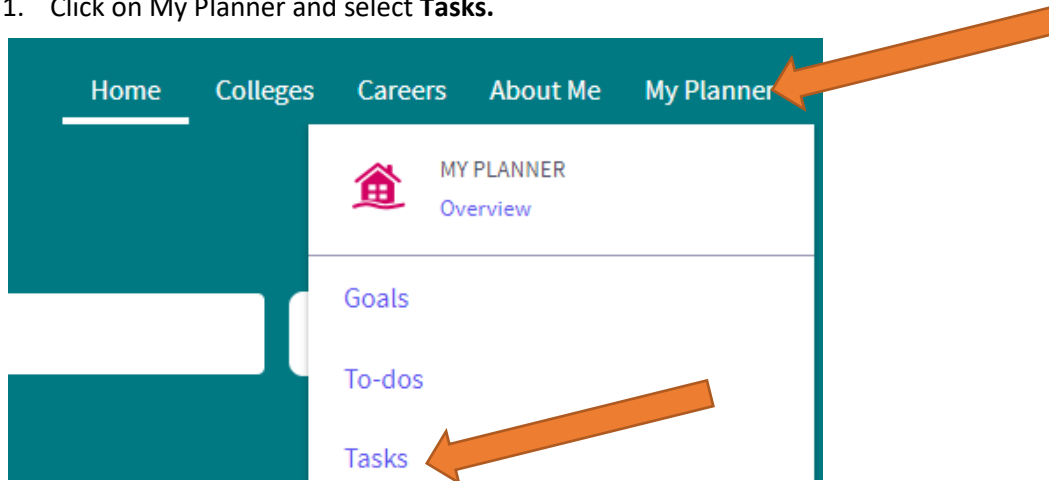 1. Click on My Planner and select Tasks.
Home Colleges Careers About Me My Planner
MY PLANNER
Overview
Goals
To-dos
Tasks